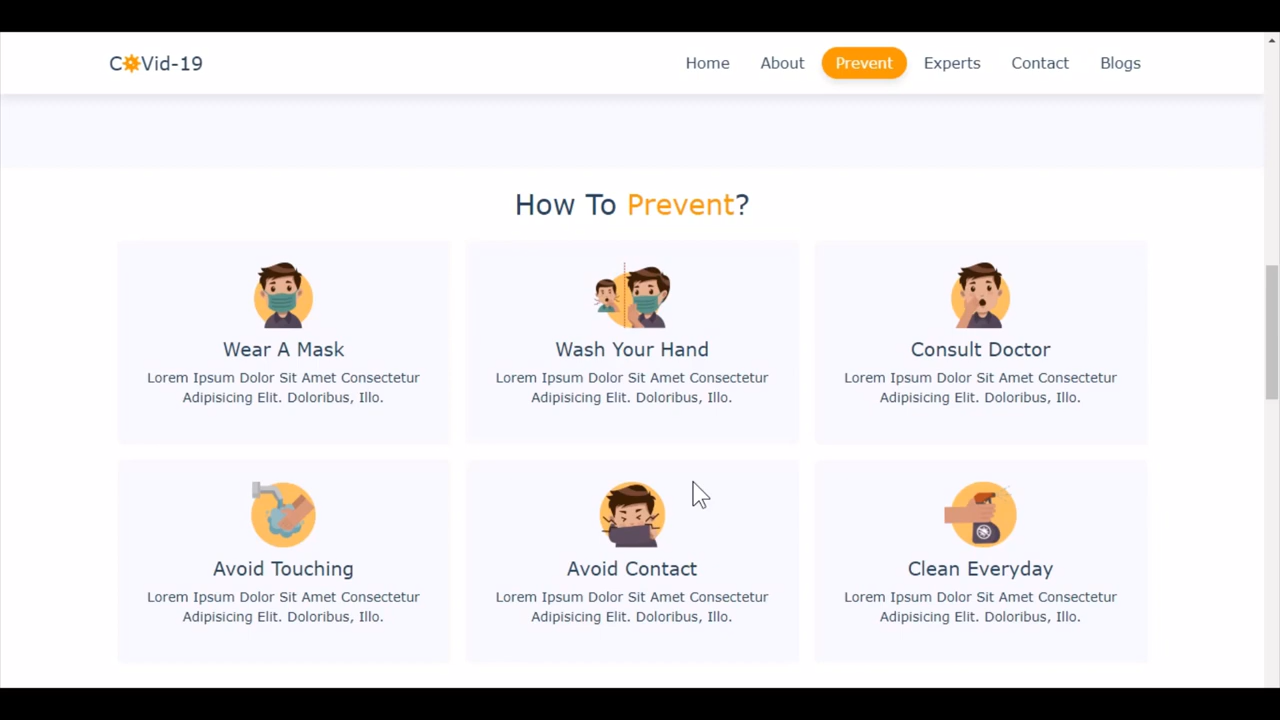 CoVid-19
Home About Prevent Experts Contact Blogs
How To Prevent?
Wear A Mask
Lorem Ipsum Dolor Sit Amet Consectetur
Adipisicing Elit. Doloribus, Illo.
Wash Your Hand
Lorem Ipsum Dolor Sit Amet Consectetur
Adipisicing Elit. Doloribus, Illo.
Consult Doctor
Lorem Ipsum Dolor Sit Amet Consectetur
Adipisicing Elit. Doloribus, Illo.
Avoid Touching
Lorem Ipsum Dolor Sit Amet Consectetur
Adipisicing Elit. Doloribus, Illo.
Avoid Contact
Lorem Ipsum Dolor Sit Amet Consectetur
Adipisicing Elit. Doloribus, Illo.
Clean Everyday
Lorem Ipsum Dolor Sit Amet Consectetur
Adipisicing Elit. Doloribus, Illo.